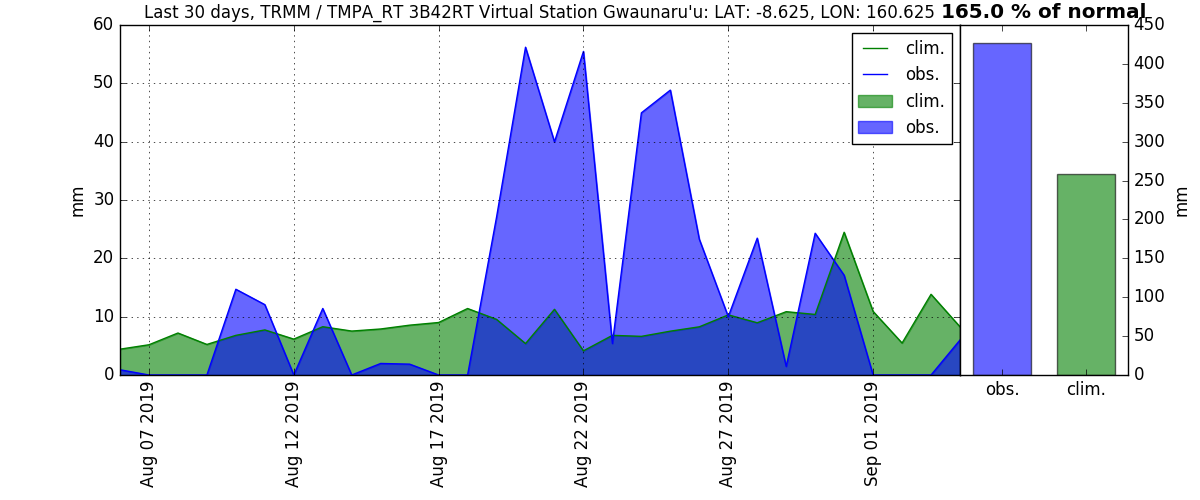 Last 30 days, TRMM / TMPA_RT 3B42RT Virtual Station Gwaunaru'u: LAT: -8.625, LON: 160.625 165.0 % of normal
60
50
40
30
20
10
0
mm
clim.
obs.
clim.
obs.
Aug 07 2019
Aug 12 2019
Aug 17 2019
Aug 22 2019
Aug 27 2019
Sep 01 2019
450
400
350
300
250
200
150
100
50
0
mm
obs. clim.